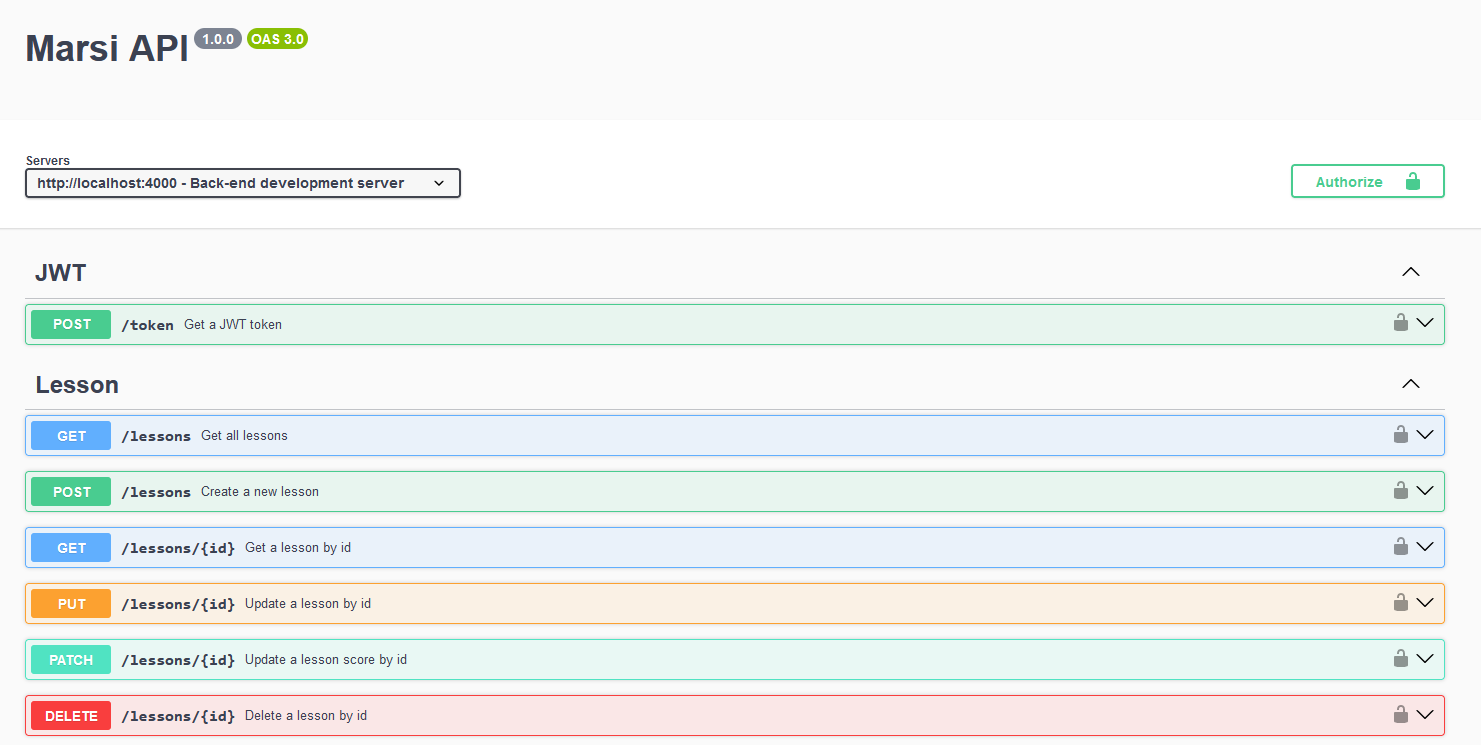 Marsi API 1.0.0 OAS 3.0
Servers
http://localhost:4000 - Back-end development server
Authorize
JWT
POST /token Get a JWT token
Lesson
GET /lessons Get all lessons
POST /lessons Create a new lesson
GET /lessons/{id} Get a lesson by id
PUT /lessons/{id} Update a lesson by id
PATCH /lessons/{id} Update a lesson score by id
DELETE /lessons/{id} Delete a lesson by id